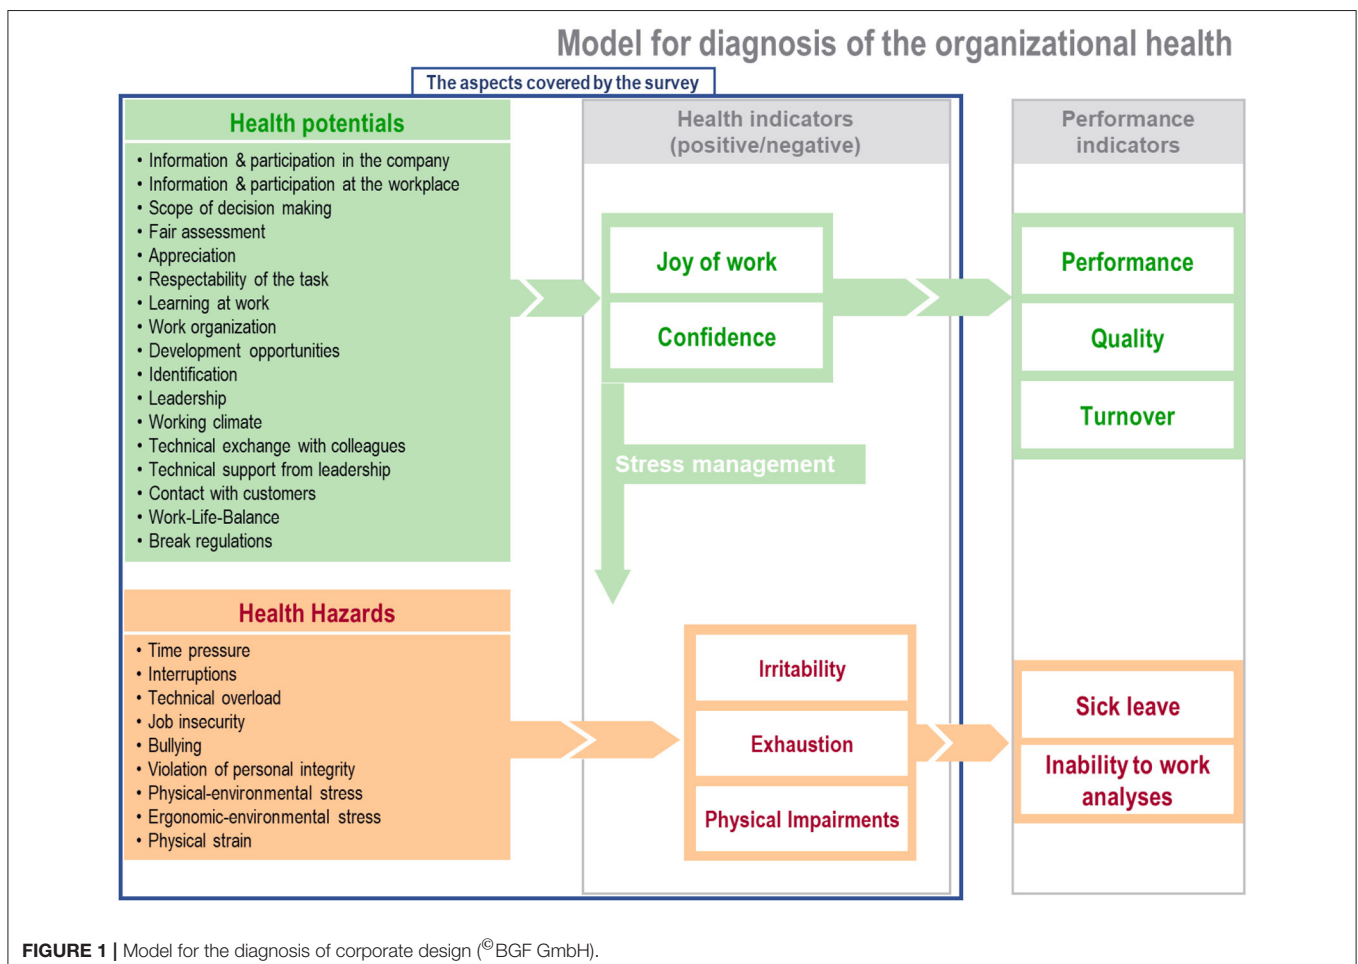 Model for diagnosis of the organizational health
The aspects covered by the survey
Health potentials
• Information & participation in the company
• Information & participation at the workplace
• Scope of decision making
• Fair assessment
• Appreciation
• Respectability of the task
• Learning at work
• Work organization
• Development opportunities
• Identification
• Leadership
• Working climate
• Technical exchange with colleagues
• Technical support from leadership
• Contact with customers
• Work-Life-Balance
• Break regulations
Health Hazards
• Time pressure
• Interruptions
• Technical overload
• Job insecurity
• Bullying
• Violation of personal integrity
• Physical-environmental stress
• Ergonomic-environmental stress
• Physical strain
Health indicators
(positive/negative)
Joy of work
Confidence
Stress management
Irritability
Exhaustion
Physical Impairments
Performance
indicators
Performance
Quality
Turnover
Sick leave
Inability to work
analyses
FIGURE 1 | Model for the diagnosis of corporate design (©BGF GmbH).